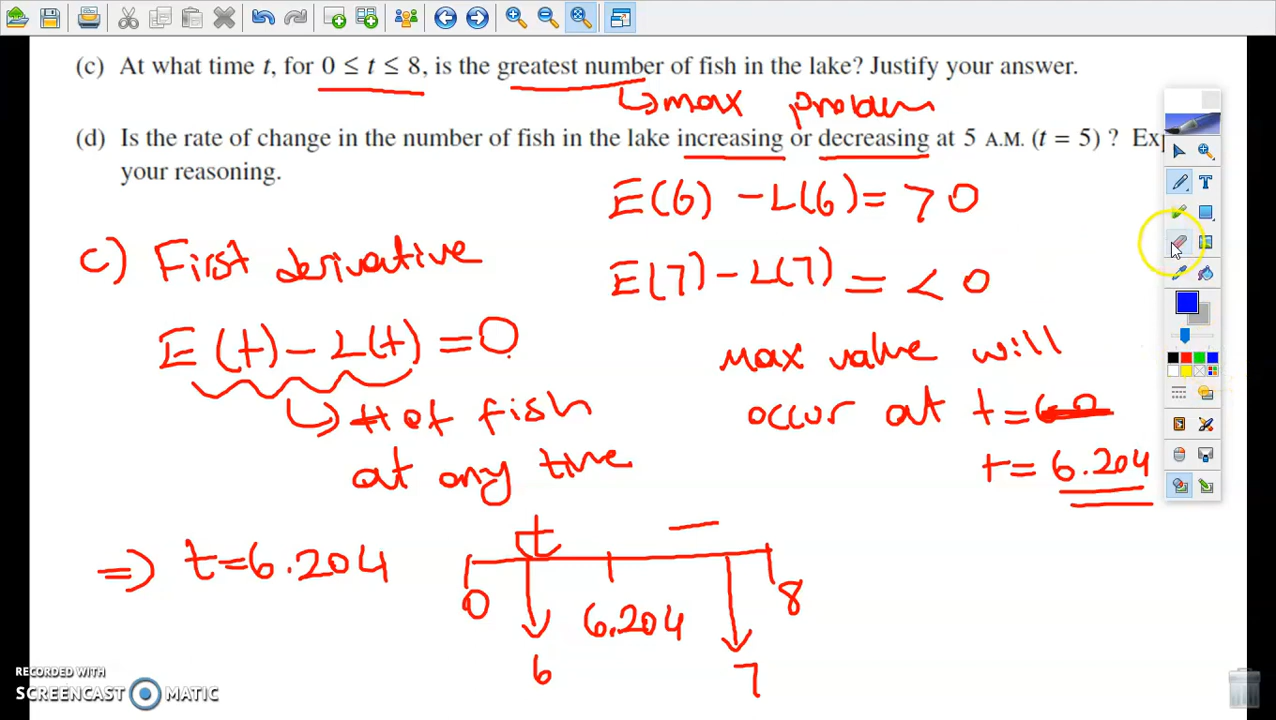 (c) At what time t, for 0 ≤ t ≤ 8, is the greatest number of fish in the lake? Justify your answer.
↳max problem
(d) Is the rate of change in the number of fish in the lake increasing or decreasing at 5 A.M. (t = 5) ? Exp
your reasoning.
E(6) - L(6) = > 0
c) First derivative
E(7) - L(7) = < 0
E(t) - L(t) = 0
max value will
↳ # of fish
occur at t =
at any time
t = 6.204
⇒ t = 6.204
+ —
0 6.204 8
6 7
RECORDED WITH
SCREENCAST MATIC
T